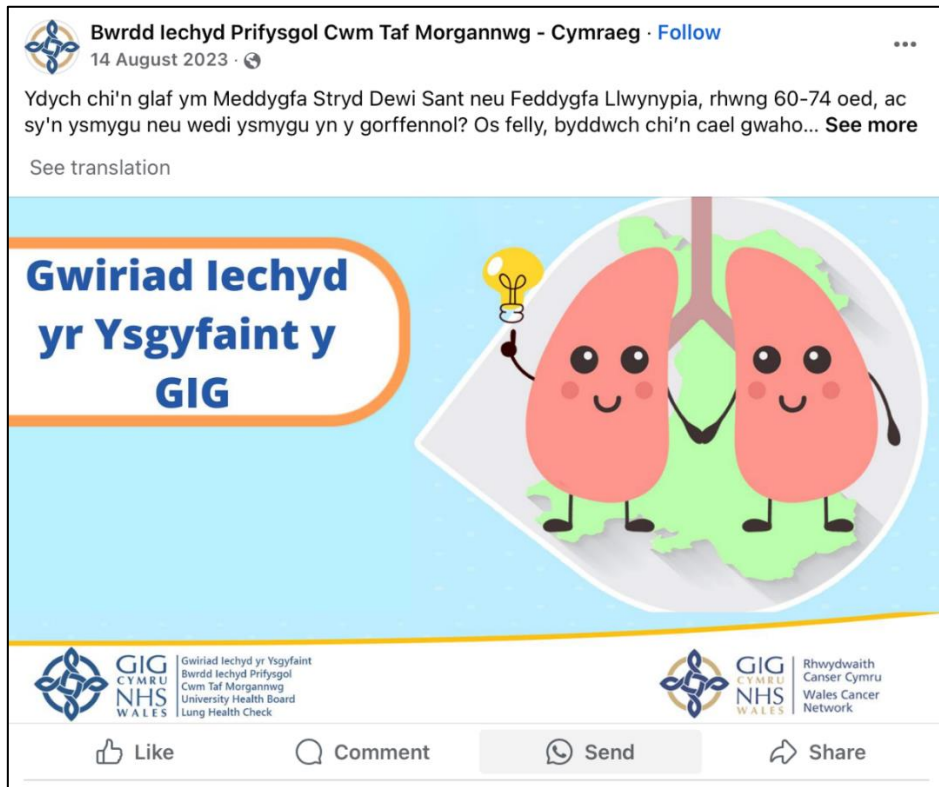 Bwrdd Iechyd Prifysgol Cwm Taf Morgannwg - Cymraeg · Follow
14 August 2023 ·
Ydych chi'n glaf ym Meddygfa Stryd Dewi Sant neu Feddygfa Llwynypia, rhwng 60-74 oed, ac
sy'n ysmygu neu wedi ysmygu yn y gorffennol? Os felly, byddwch chi’n cael gwaho... See more
See translation
Gwiriad Iechyd
yr Ysgyfaint y
GIG
GIG
CYMRU
NHS
WALES
Gwiriad Iechyd yr Ysgyfaint
Bwrdd Iechyd Prifysgol
Cwm Taf Morgannwg
University Health Board
Lung Health Check
GIG
CYMRU
NHS
WALES
Rhwydwaith
Canser Cymru
Wales Cancer
Network
Like
Comment
Send
Share